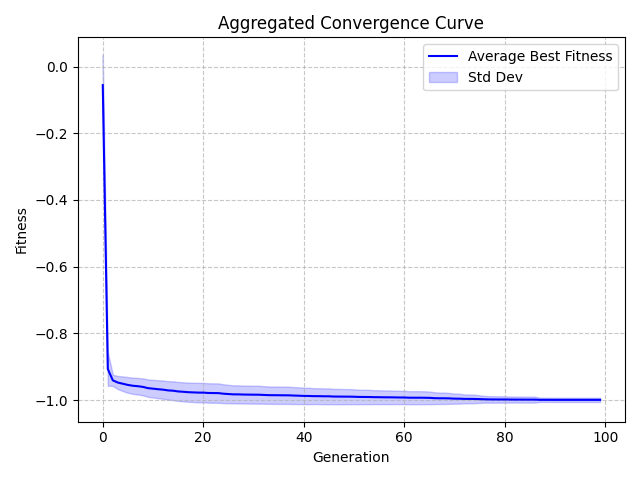 Aggregated Convergence Curve
Average Best Fitness
Std Dev
Fitness
0.0
−0.2
−0.4
−0.6
−0.8
−1.0
0 20 40 60 80 100
Generation